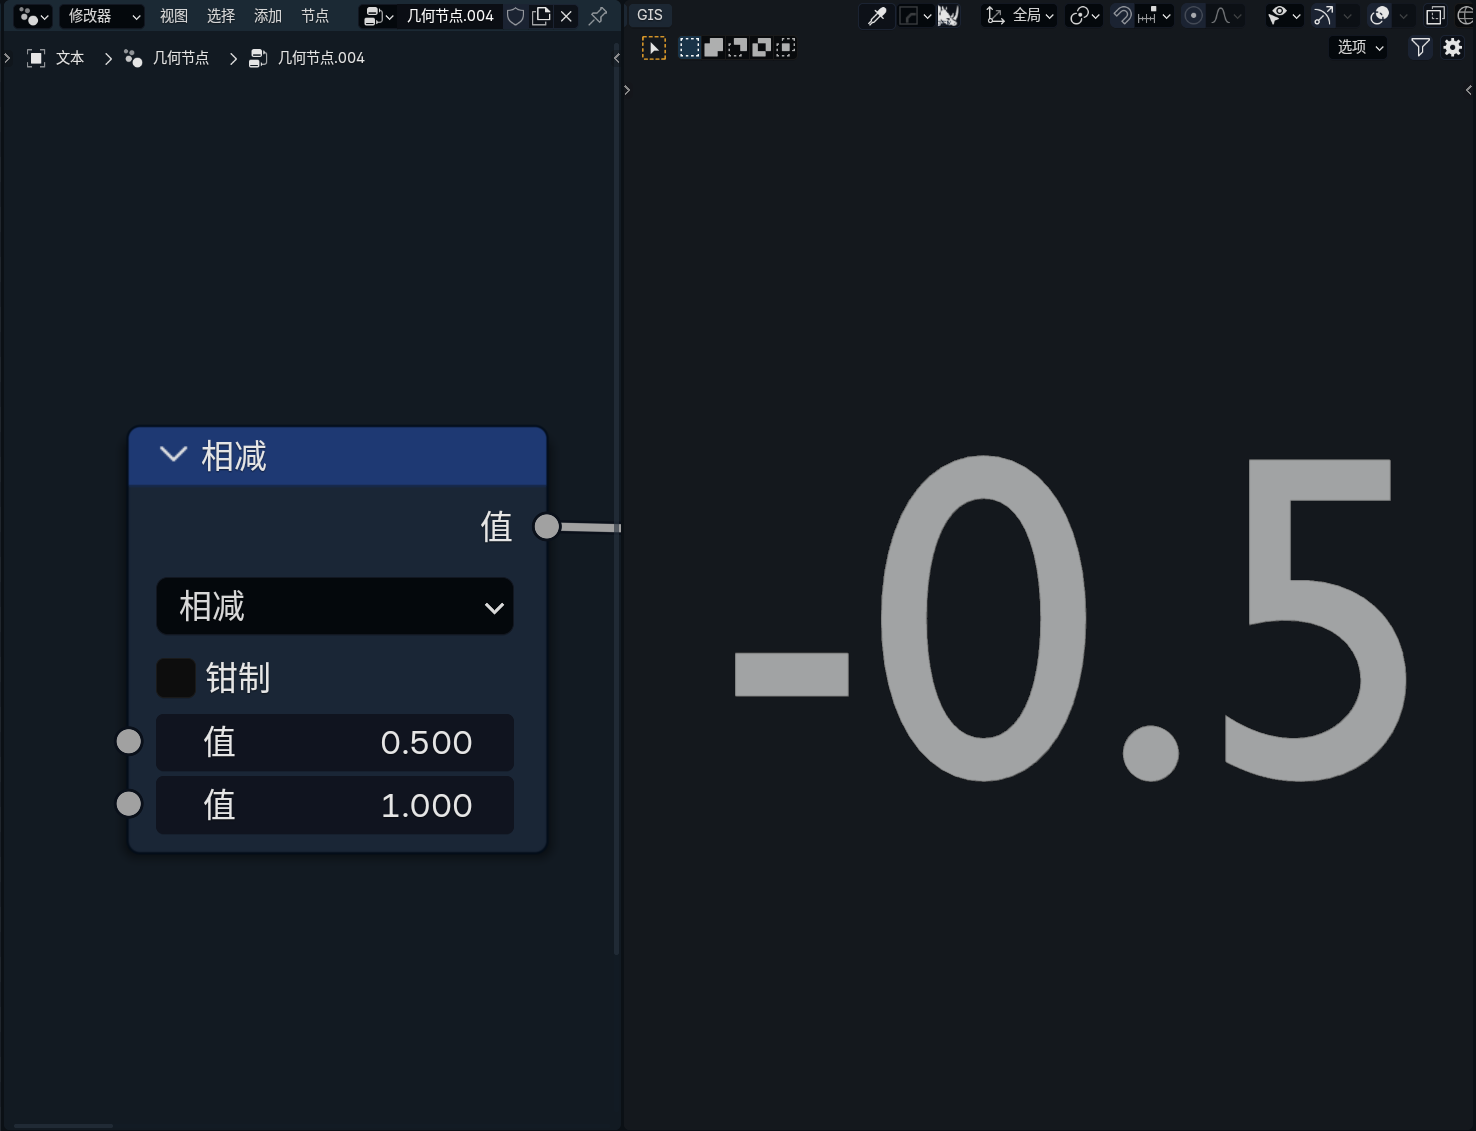 修改器 视图 选择 添加 节点 几何节点.004
文本 几何节点 几何节点.004
GIS 全局
选项
相减
值
相减
钳制
值 0.500
值 1.000
-0.5